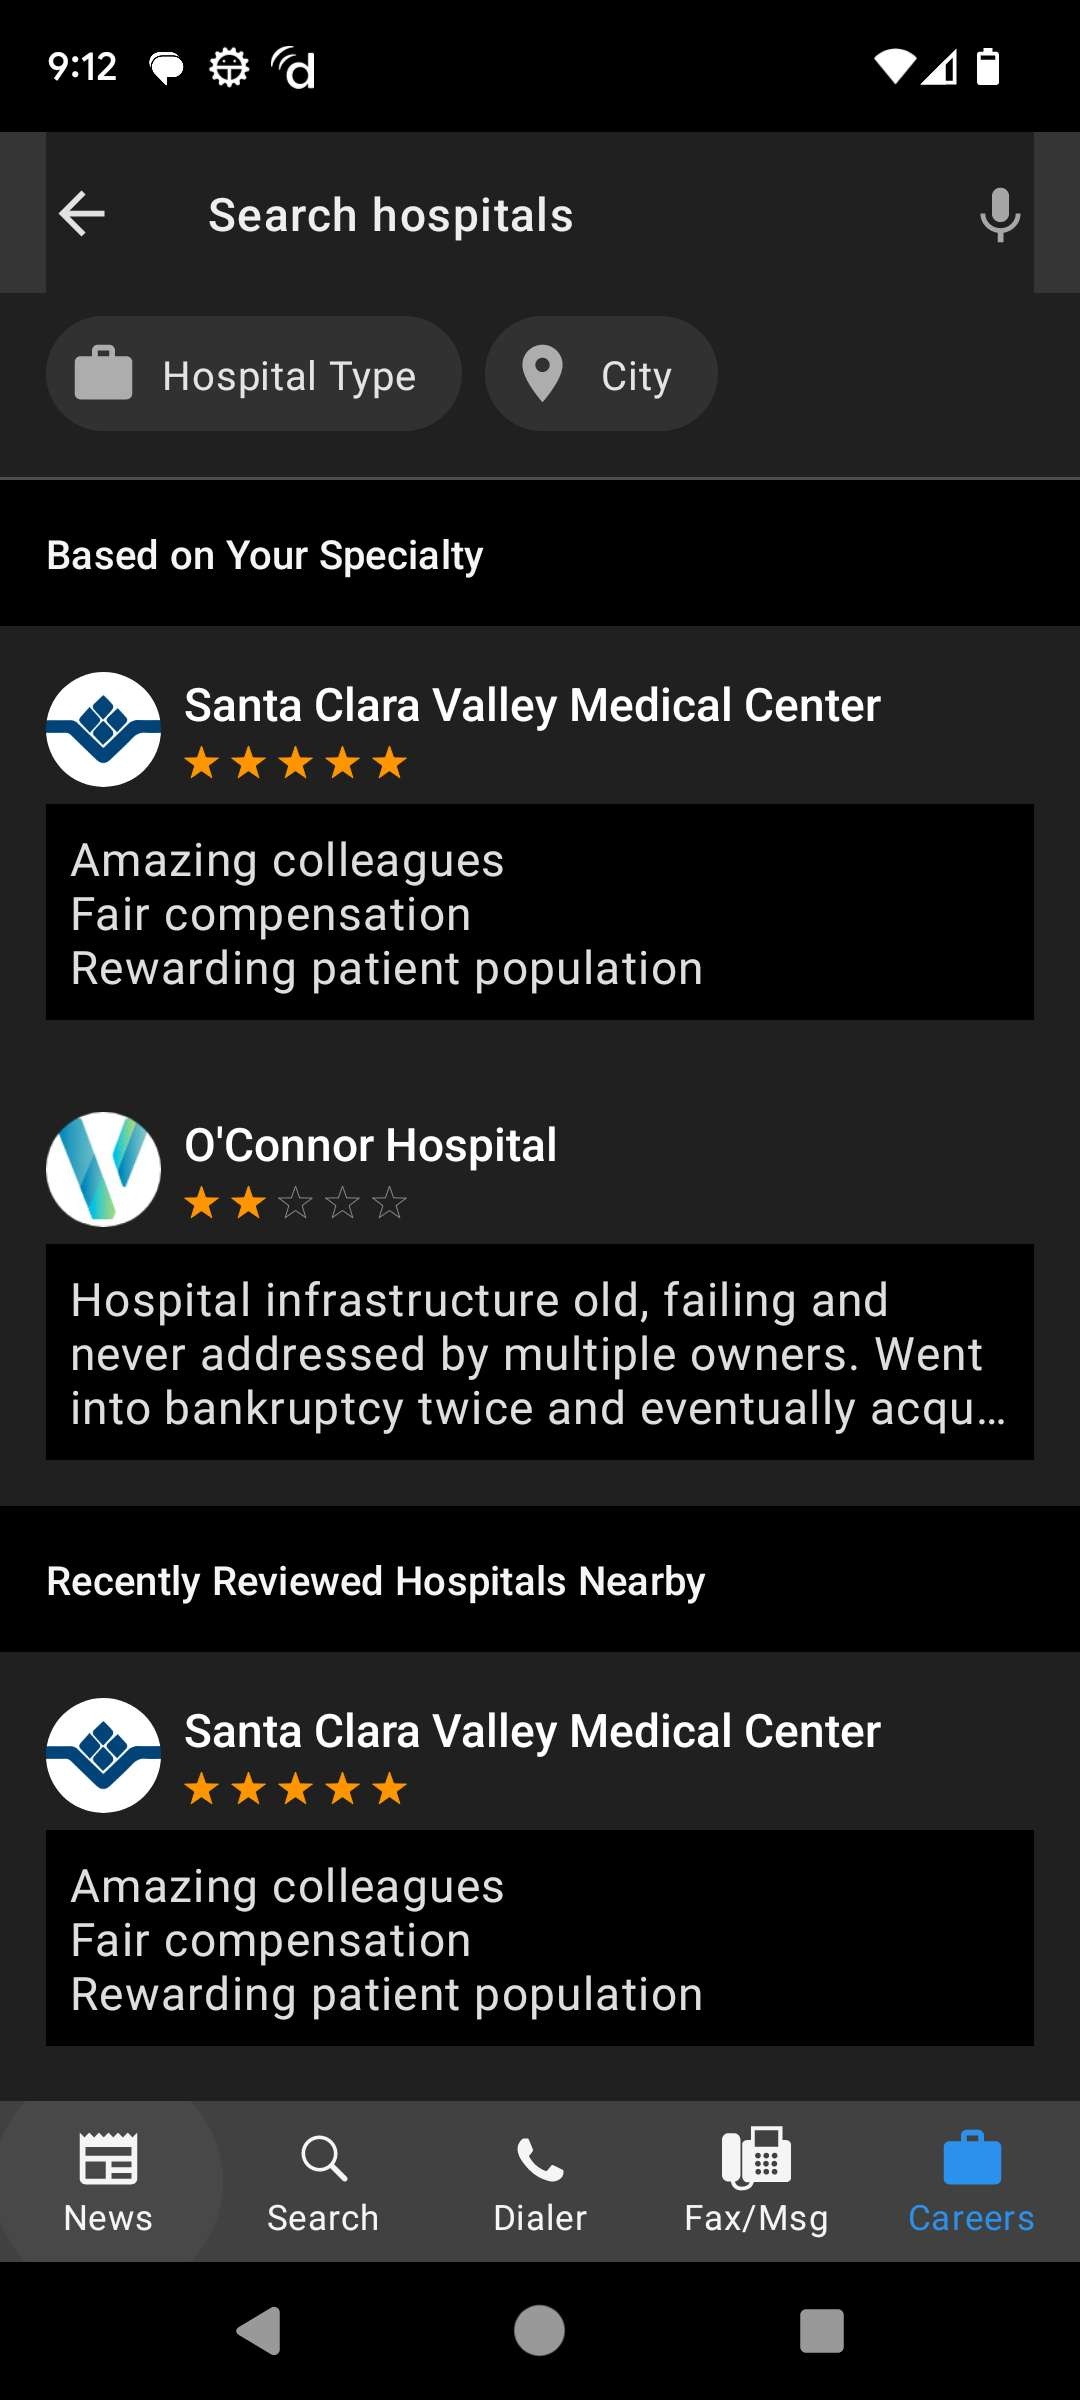 9:12
Search hospitals
Hospital Type
City
Based on Your Specialty
Santa Clara Valley Medical Center
Amazing colleagues
Fair compensation
Rewarding patient population
O'Connor Hospital
Hospital infrastructure old, failing and
never addressed by multiple owners. Went
into bankruptcy twice and eventually acqu...
Recently Reviewed Hospitals Nearby
Santa Clara Valley Medical Center
Amazing colleagues
Fair compensation
Rewarding patient population
News
Search
Dialer
Fax/Msg
Careers